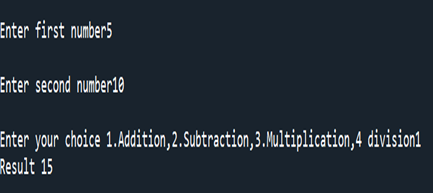 Enter first number5
Enter second number10
Enter your choice 1.Addition,2.Subtraction,3.Multiplication,4 division1
Result 15